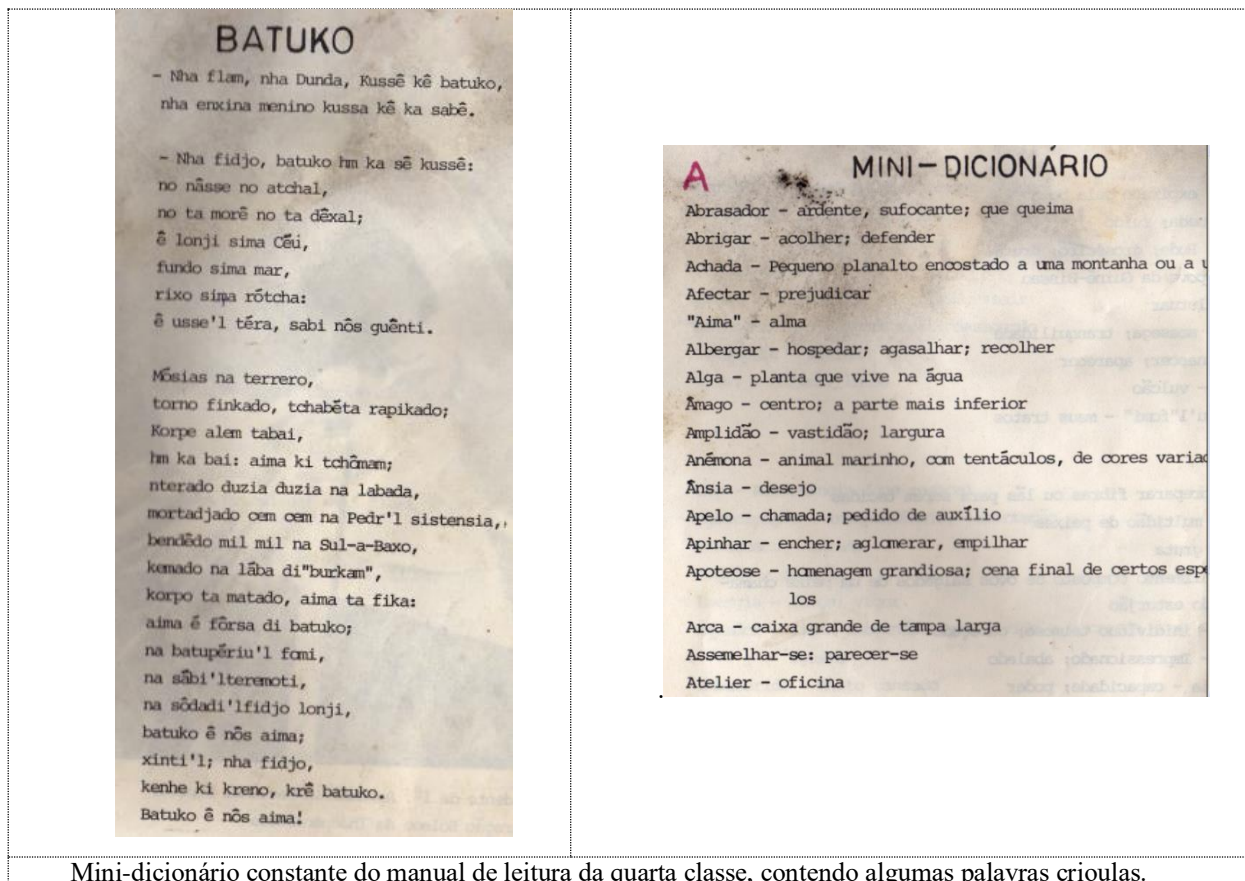 BATUKO
- Nha flam, nha Dunda, Kussê kê batuko,
nha enxina menino kussa kê ka sabê.
- Nha fidjo, batuko hm ka sê kussê:
no nâsse no atchal,
no ta morê no ta dêxal;
ê lonji sima Céu,
fundo sima mar,
rixo sima rótcha:
ê usse'l téra, sabi nôs guênti.
Mósias na terrero,
torno finkado, tchabéta rapikado;
Korpe alem tabai,
hm ka bai: aima ki tchâmam;
nterado duzia duzia na labada,
mortadjado cem cem na Pedr'l sistensia,
bendêdo mil mil na Sul-a-Baxo,
kemado na lába di"burkam",
korpo ta matado, aima ta fika:
aima é fôrsa di batuko;
na batupériu'l fomi,
na sâbi'lteremoti,
na sôdadi'lfidjo lonji,
batuko ê nôs aima;
xinti'l; nha fidjo,
kenhe ki kreno, krê batuko.
Batuko ê nôs aima!
A
MINI-DICIONÁRIO
Abrasador - ardente, sufocante; que queima
Abrigar - acolher; defender
Achada - Pequeno planalto encostado a uma montanha ou a u
Afectar - prejudicar
"Aima" - alma
Albergar - hospedar; agasalhar; recolher
Alga - planta que vive na água
Âmago - centro; a parte mais inferior
Amplidão - vastidão; largura
Anémona - animal marinho, com tentáculos, de cores variad
Ânsia - desejo
Apelo - chamada; pedido de auxílio
Apinhar - encher; aglomerar, empilhar
Apoteose - homenagem grandiosa; cena final de certos espe
los
Arca - caixa grande de tampa larga
Assemelhar-se: parecer-se
Atelier - oficina
Mini-dicionário constante do manual de leitura da quarta classe, contendo algumas palavras crioulas.